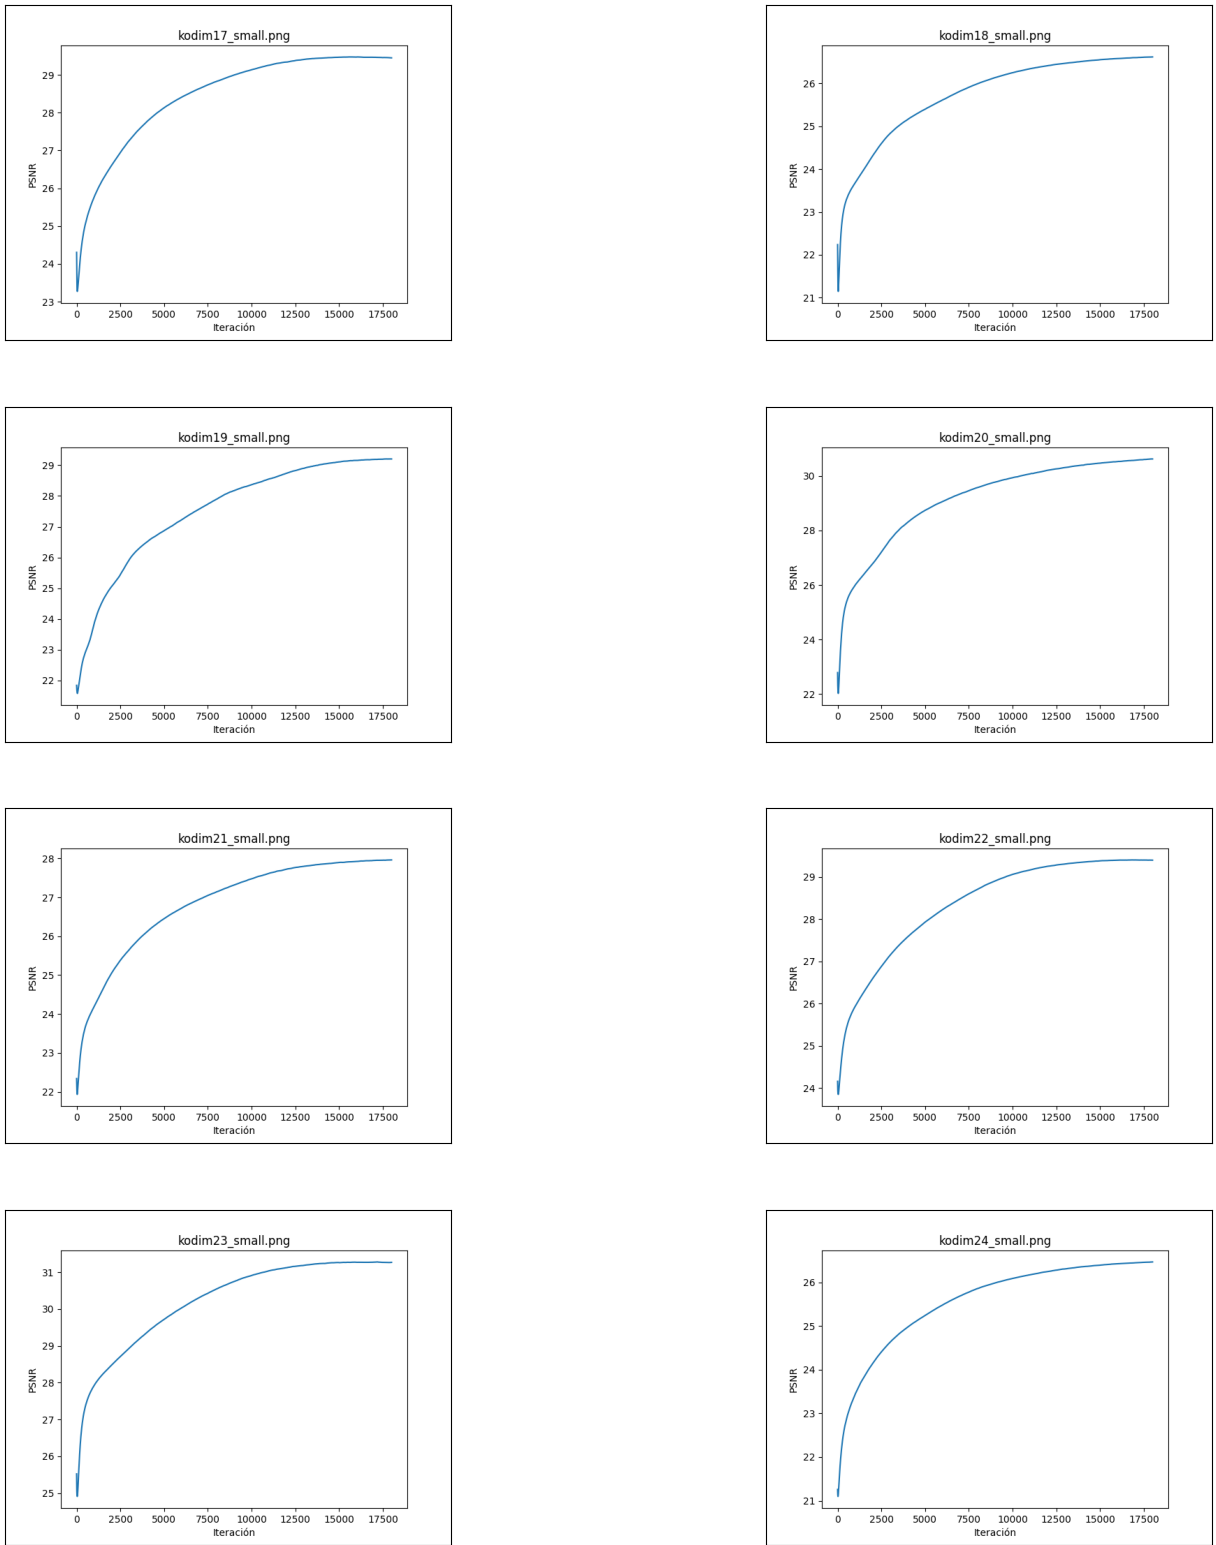 kodim17_small.png
PSNR
29
28
27
26
25
24
23
0 2500 5000 7500 10000 12500 15000 17500
Iteración
kodim18_small.png
PSNR
26
25
24
23
22
21
0 2500 5000 7500 10000 12500 15000 17500
Iteración
kodim19_small.png
PSNR
29
28
27
26
25
24
23
22
0 2500 5000 7500 10000 12500 15000 17500
Iteración
kodim20_small.png
PSNR
30
28
26
24
22
0 2500 5000 7500 10000 12500 15000 17500
Iteración
kodim21_small.png
PSNR
28
27
26
25
24
23
22
0 2500 5000 7500 10000 12500 15000 17500
Iteración
kodim22_small.png
PSNR
29
28
27
26
25
24
0 2500 5000 7500 10000 12500 15000 17500
Iteración
kodim23_small.png
PSNR
31
30
29
28
27
26
25
0 2500 5000 7500 10000 12500 15000 17500
Iteración
kodim24_small.png
PSNR
26
25
24
23
22
21
0 2500 5000 7500 10000 12500 15000 17500
Iteración